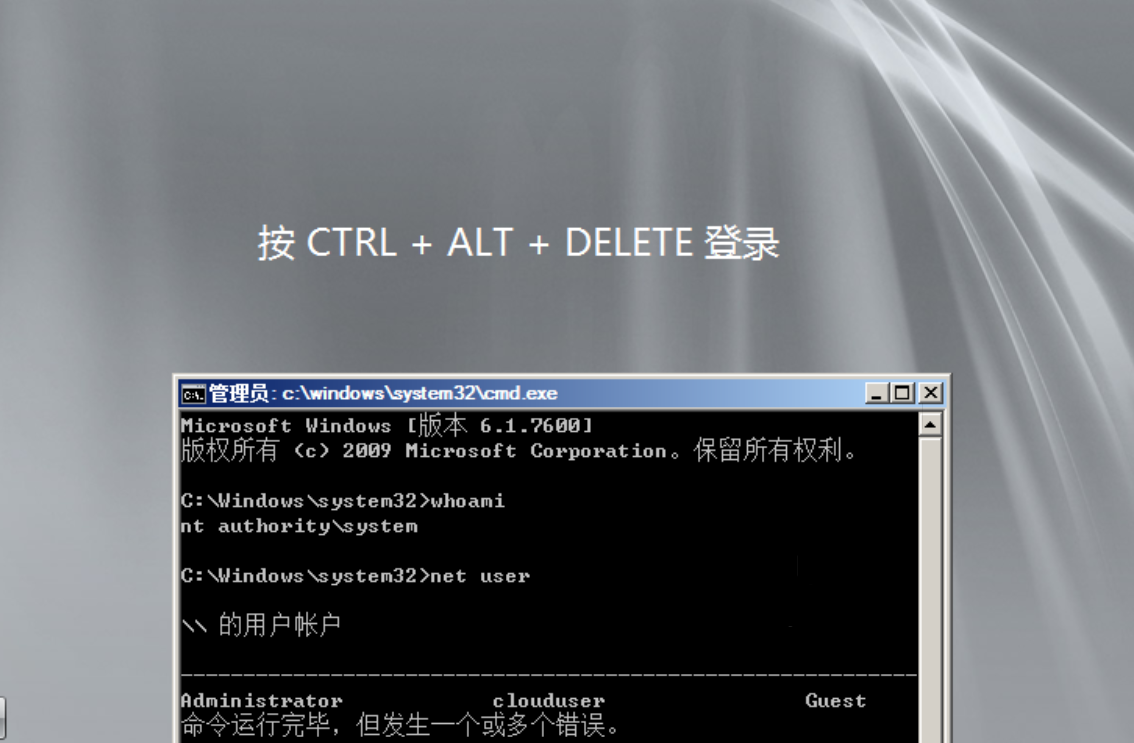 按 CTRL + ALT + DELETE 登录
管理员: c:\windows\system32\cmd.exe
Microsoft Windows [版本 6.1.7600]
版权所有 (c) 2009 Microsoft Corporation。保留所有权利。
C:\Windows\system32>whoami
nt authority\system
C:\Windows\system32>net user
\\ 的用户帐户
-------------------------------------------------------------------------------
Administrator clouduser Guest
命令运行完毕，但发生一个或多个错误。